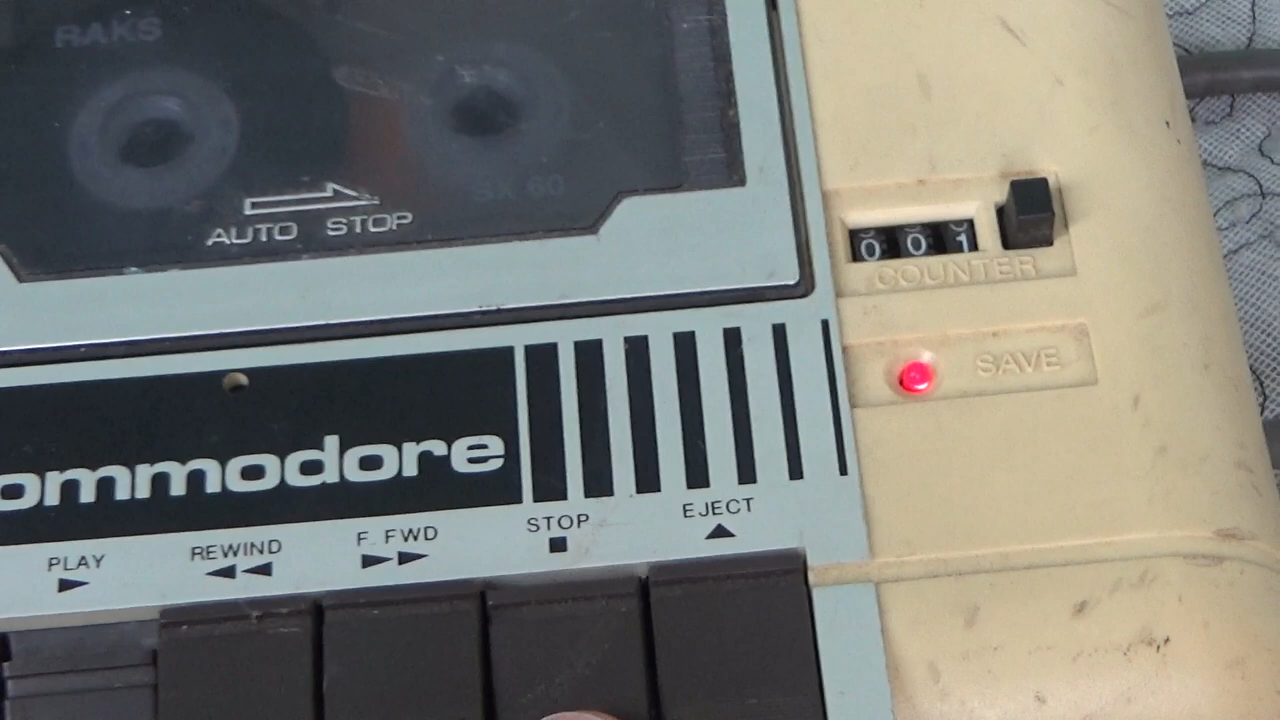 RAKS
SX 60
AUTO STOP
001
COUNTER
SAVE
ommodore
PLAY
REWIND
F. FWD
STOP
EJECT